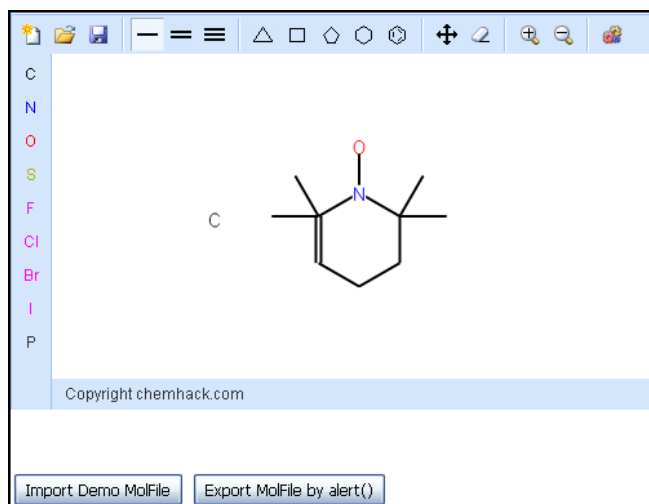 C
N
O
S
F
Cl
Br
I
P
O
N
C
Copyright chemhack.com
Import Demo MolFile
Export MolFile by alert()